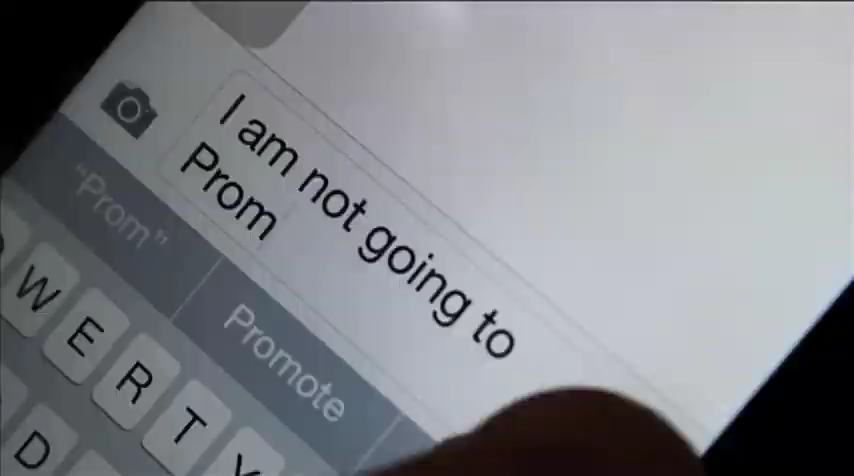 I am not going to
Prom
"Prom"
Promote
W E R T Y
D